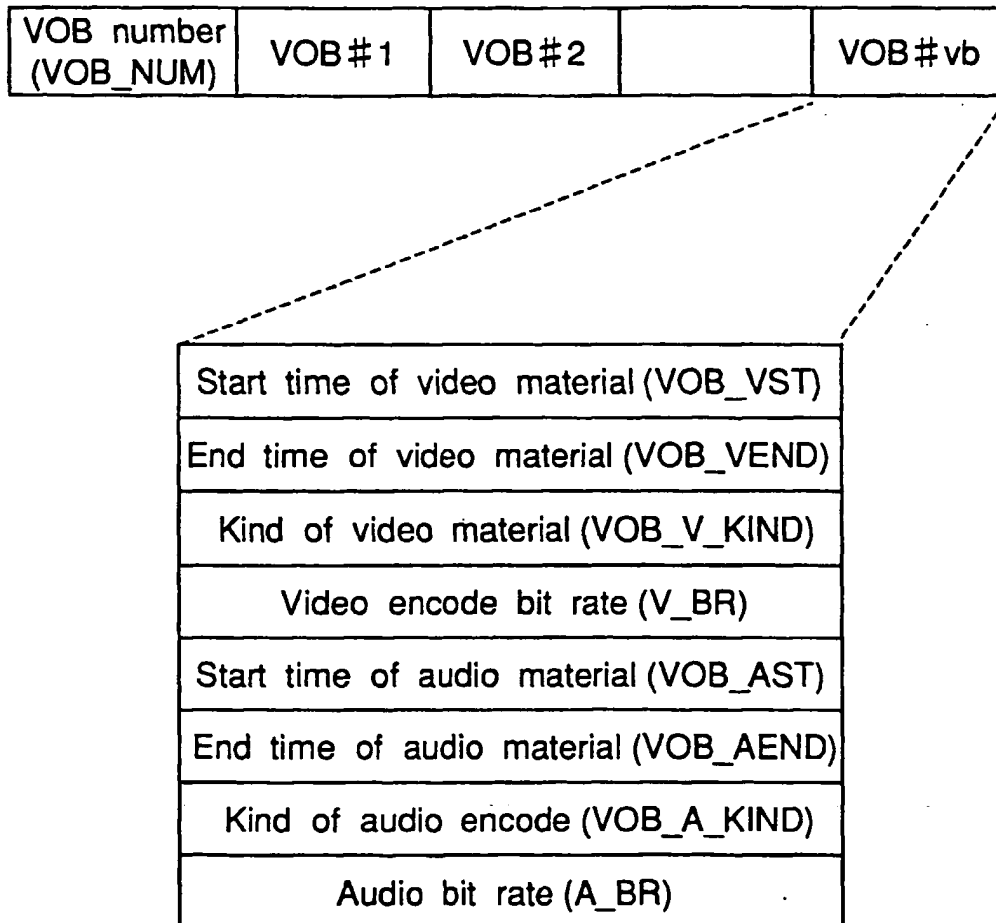 VOB number
(VOB_NUM)
VOB#1
VOB#2
VOB#vb
Start time of video material (VOB_VST)
End time of video material (VOB_VEND)
Kind of video material (VOB_V_KIND)
Video encode bit rate (V_BR)
Start time of audio material (VOB_AST)
End time of audio material (VOB_AEND)
Kind of audio encode (VOB_A_KIND)
Audio bit rate (A_BR)